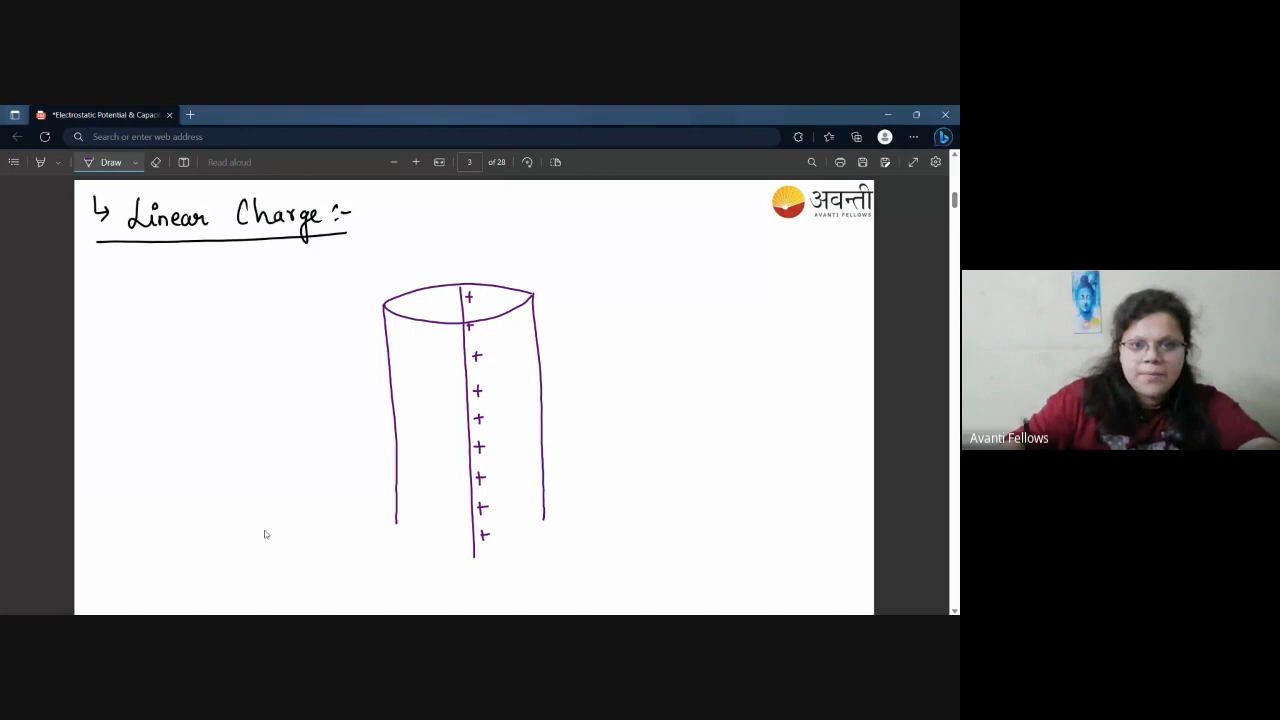 *Electrostatic Potential & Capaci
Search or enter web address
Draw
Read aloud
3 of 28
↳ Linear Charge :-
अवन्ती
AVANTI FELLOWS
+
+
+
+
+
+
+
+
+
Avanti Fellows